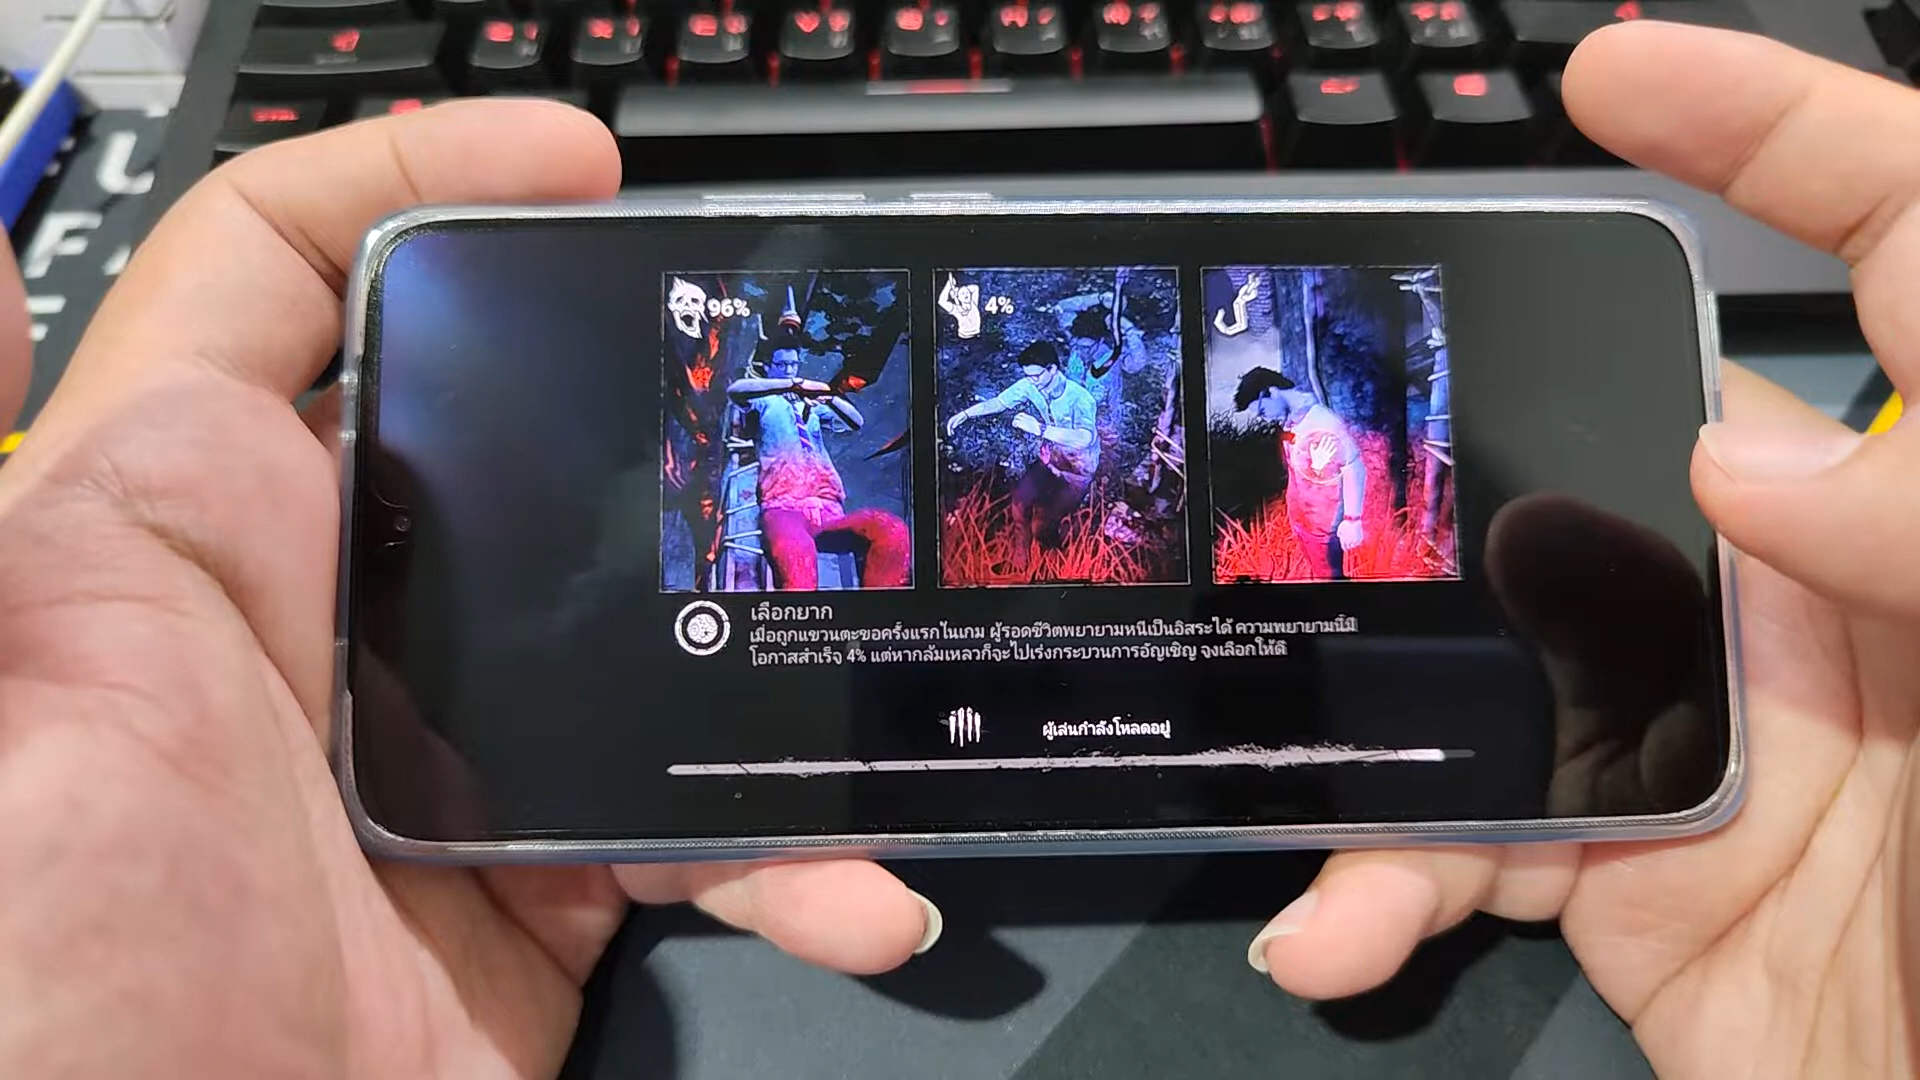 96%
4%
เลือกยาก
เมื่อถูกแขวนตะขอครั้งแรกในเกม ผู้รอดชีวิตพยายามหนีเป็นอิสระได้ ความพยายามนี้มี
โอกาสสำเร็จ 4% แต่หากล้มเหลวก็จะไปเร่งกระบวนการอัญเชิญ จงเลือกให้ดี
ผู้เล่นกำลังโหลดอยู่